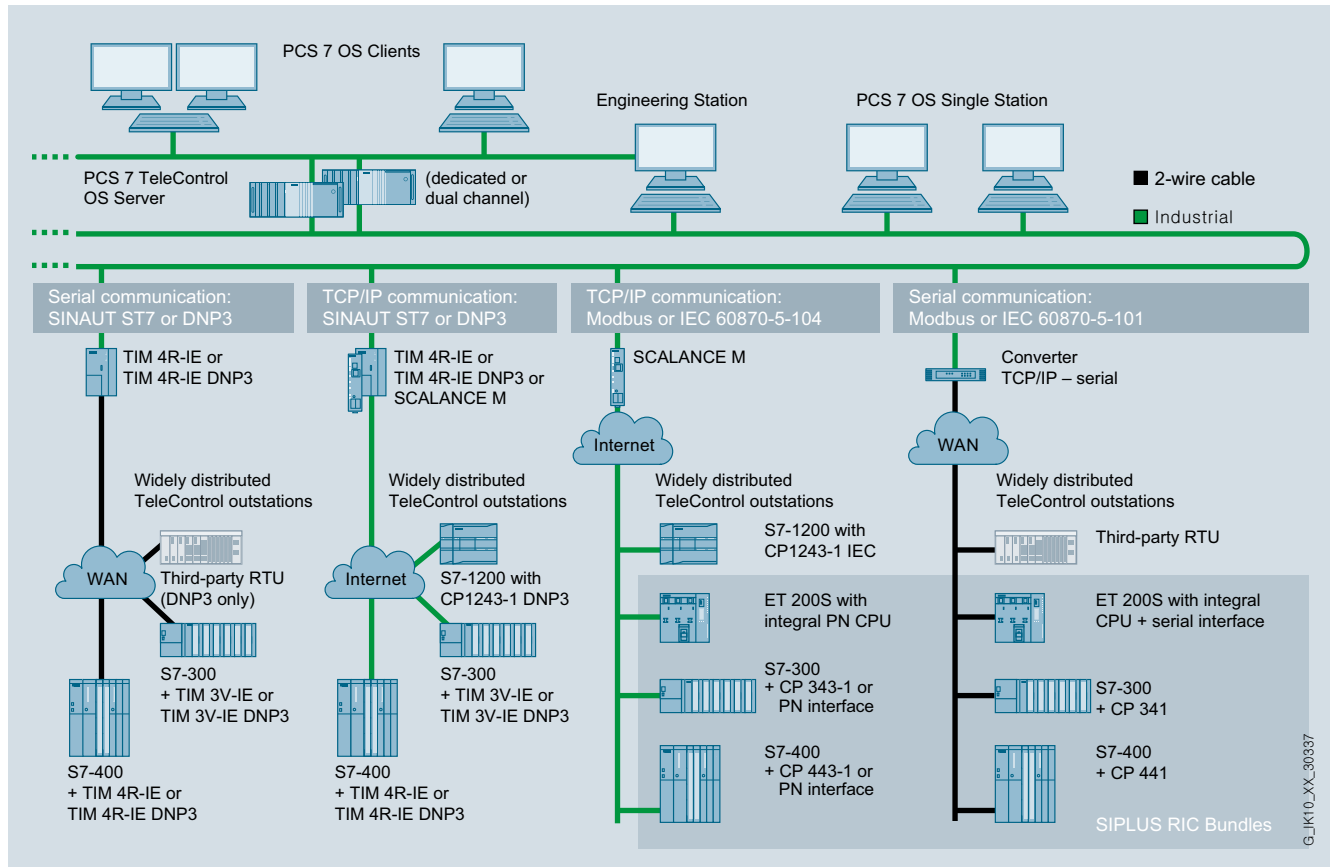 PCS 7 OS Clients
Engineering Station
PCS 7 OS Single Station
PCS 7 TeleControl
OS Server
(dedicated or
dual channel)
2-wire cable
Industrial
Serial communication:
SINAUT ST7 or DNP3
TCP/IP communication:
SINAUT ST7 or DNP3
TCP/IP communication:
Modbus or IEC 60870-5-104
Serial communication:
Modbus or IEC 60870-5-101
TIM 4R-IE or
TIM 4R-IE DNP3
TIM 4R-IE or
TIM 4R-IE DNP3 or
SCALANCE M
SCALANCE M
Converter
TCP/IP – serial
Internet
WAN
Widely distributed
TeleControl outstations
Widely distributed
TeleControl outstations
Widely distributed
TeleControl outstations
Widely distributed
TeleControl outstations
WAN
Third-party RTU
(DNP3 only)
S7-300
+ TIM 3V-IE or
TIM 3V-IE DNP3
S7-400
+ TIM 4R-IE or
TIM 4R-IE DNP3
Internet
S7-1200 with
CP1243-1 DNP3
S7-300
+ TIM 3V-IE or
TIM 3V-IE DNP3
S7-400
+ TIM 4R-IE or
TIM 4R-IE DNP3
S7-1200 with
CP1243-1 IEC
ET 200S with
integral PN CPU
S7-300
+ CP 343-1 or
PN interface
S7-400
+ CP 443-1 or
PN interface
Third-party RTU
ET 200S with integral
CPU + serial interface
S7-300
+ CP 341
S7-400
+ CP 441
SIPLUS RIC Bundles
G_IK10_XX_30337